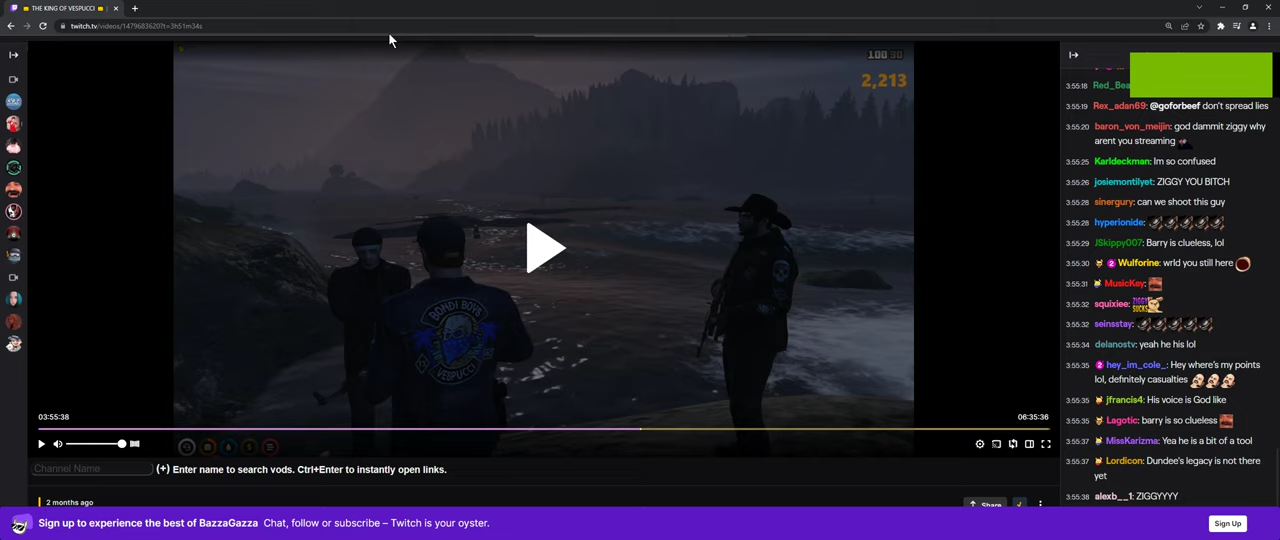 THE KING OF VESPUCCI
twitch.tv/videos/1479683620?t=3h51m34s
100 30
2,213
BONDI BOYS
VESPUCCI
03:55:38
06:35:36
Channel Name (+) Enter name to search vods. Ctrl+Enter to instantly open links.
2 months ago
Share
3:55:18 Red_Bea
3:55:19 Rex_adan69: @goforbeef don't spread lies
3:55:20 baron_von_meijin: god dammit ziggy why
arent you streaming
3:55:25 Karldeckman: Im so confused
3:55:26 josiemontilyet: ZIGGY YOU BITCH
3:55:28 sinergury: can we shoot this guy
3:55:28 hyperionide:
3:55:29 JSkippy007: Barry is clueless, lol
3:55:30 2 Wulforine: wrld you still here
3:55:31 MusicKey:
3:55:32 squixiee: ZIGGY SUCKS
3:55:32 seinsstay:
3:55:34 delanostv: yeah he his lol
3:55:35 2 hey_im_cole_: Hey where's my points
lol, definitely casualties
3:55:35 jfrancis4: His voice is God like
3:55:35 Lagotic: barry is so clueless
3:55:37 MissKarizma: Yea he is a bit of a tool
3:55:37 Lordicon: Dundee's legacy is not there
yet
3:55:38 alexb__1: ZIGGYYYY
Sign up to experience the best of BazzaGazza Chat, follow or subscribe – Twitch is your oyster.
Sign Up